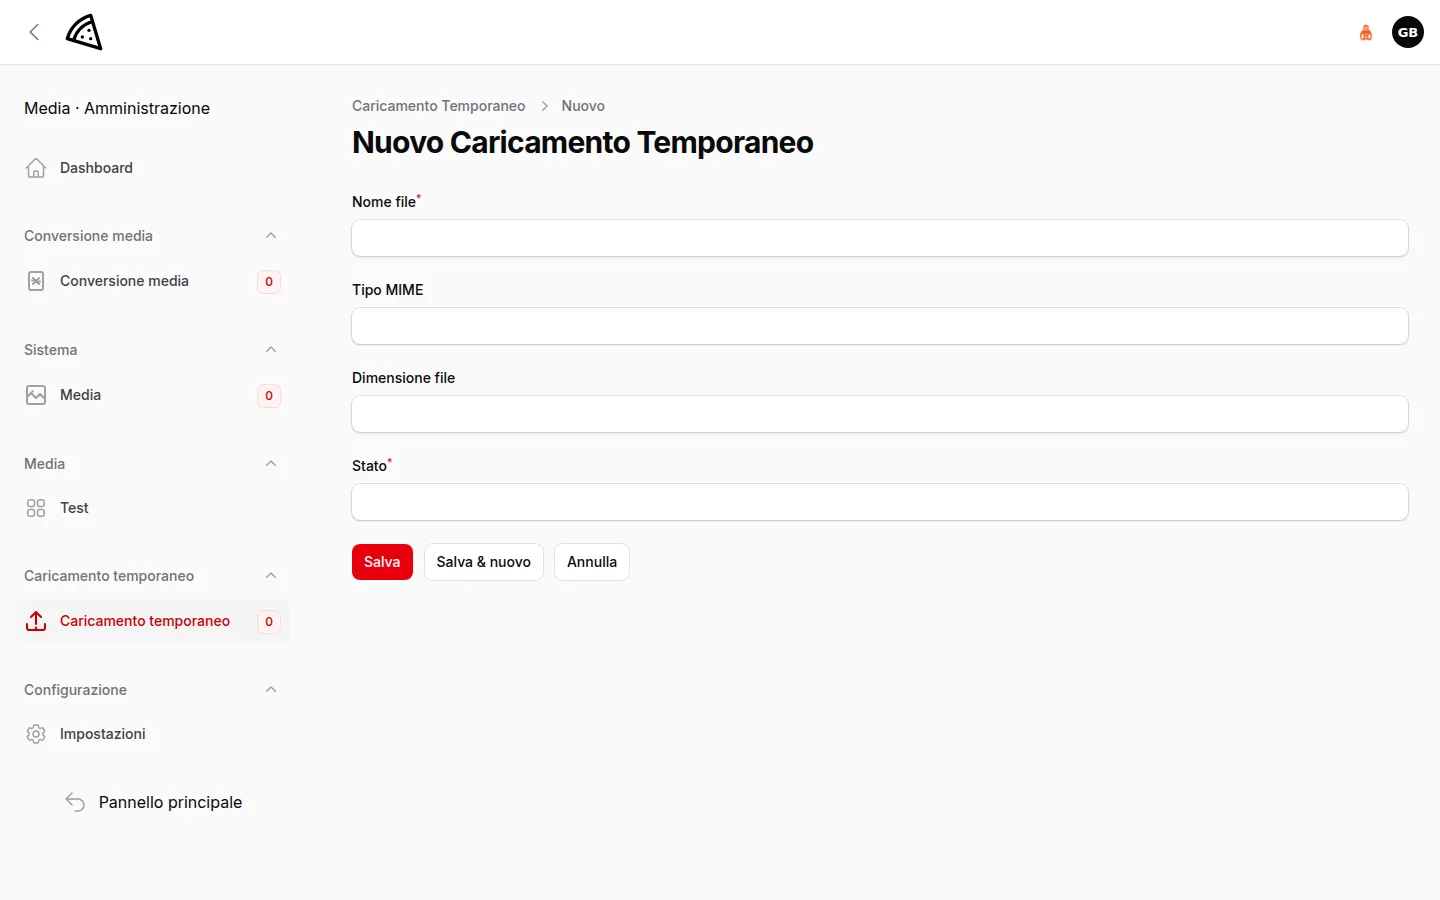 GB
Media · Amministrazione
Dashboard
Conversione media
Conversione media 0
Sistema
Media 0
Media
Test
Caricamento temporaneo
Caricamento temporaneo 0
Configurazione
Impostazioni
Pannello principale
Caricamento Temporaneo > Nuovo
Nuovo Caricamento Temporaneo
Nome file*
Tipo MIME
Dimensione file
Stato*
Salva Salva & nuovo Annulla